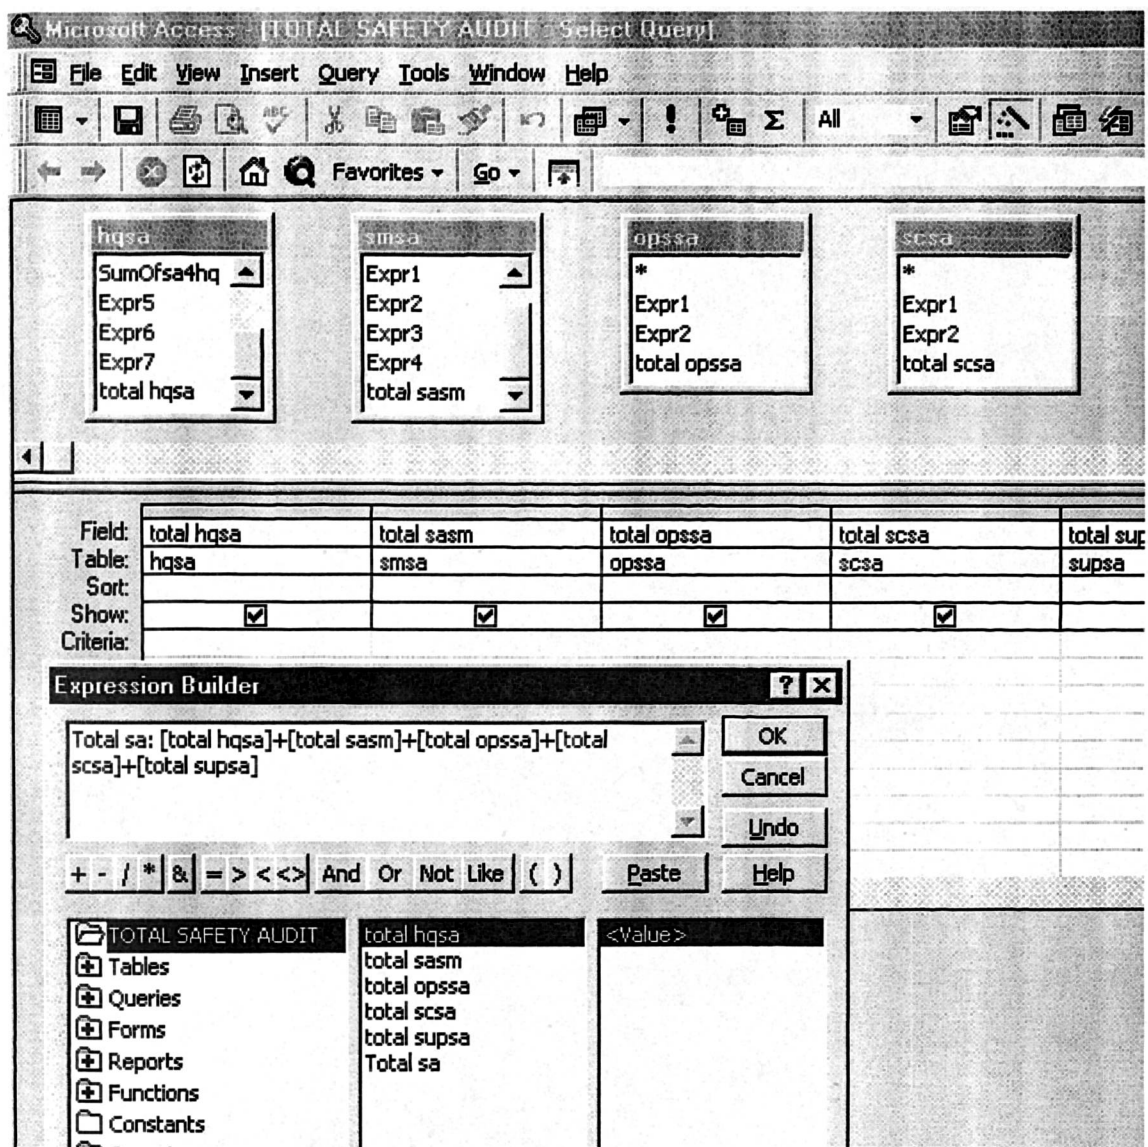 Microsoft Access - [TOTAL SAFETY AUDIT : Select Query]
File Edit View Insert Query Tools Window Help
ABC All
Favorites Go
hqsa smsa opssa scsa
SumOfsa4hq Expr1 * *
Expr5 Expr2 Expr1 Expr1
Expr6 Expr3 Expr2 Expr2
Expr7 Expr4 total opssa total scsa
total hqsa total sasm
Field: total hqsa total sasm total opssa total scsa total sup
Table: hqsa smsa opssa scsa supsa
Sort:
Show:
Criteria:
Expression Builder ? X
Total sa: [total hqsa]+[total sasm]+[total opssa]+[total
scsa]+[total supsa]
OK
Cancel
Undo
+ - / * & = > < <> And Or Not Like ( ) Paste Help
TOTAL SAFETY AUDIT total hqsa <Value>
Tables total sasm
Queries total opssa
Forms total scsa
Reports total supsa
Functions Total sa
Constants